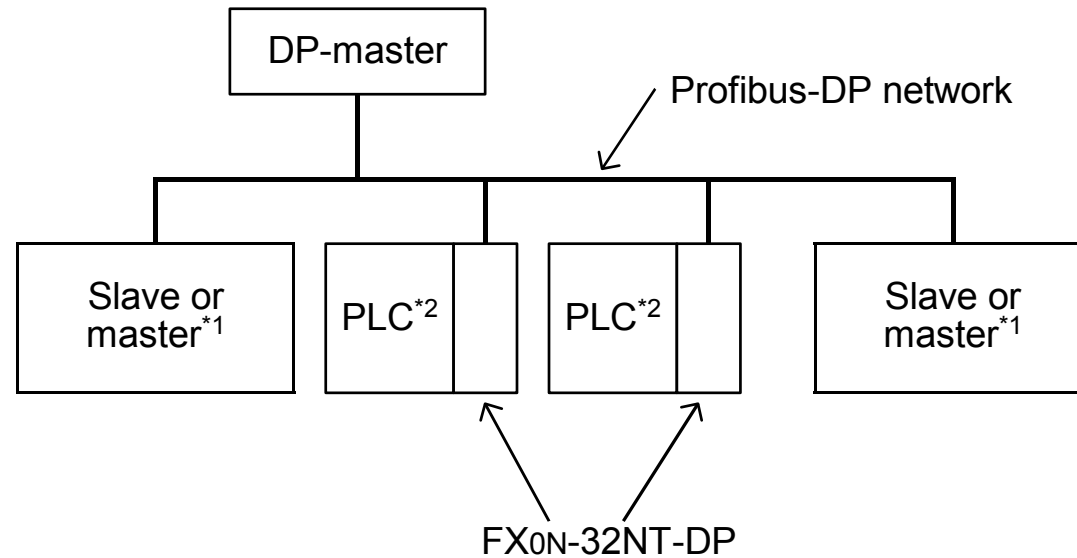 DP-master
Profibus-DP network
Slave or
master*1
PLC*2
PLC*2
Slave or
master*1
FX0N-32NT-DP